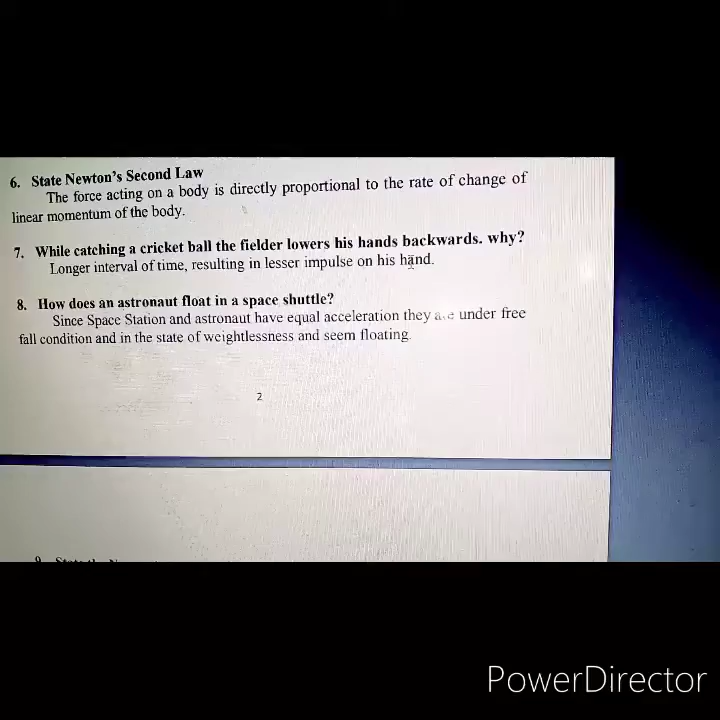 6. State Newton's Second Law
The force acting on a body is directly proportional to the rate of change of
linear momentum of the body.
7. While catching a cricket ball the fielder lowers his hands backwards. why?
Longer interval of time, resulting in lesser impulse on his hand.
8. How does an astronaut float in a space shuttle?
Since Space Station and astronaut have equal acceleration they are under free
fall condition and in the state of weightlessness and seem floating.
2
PowerDirector